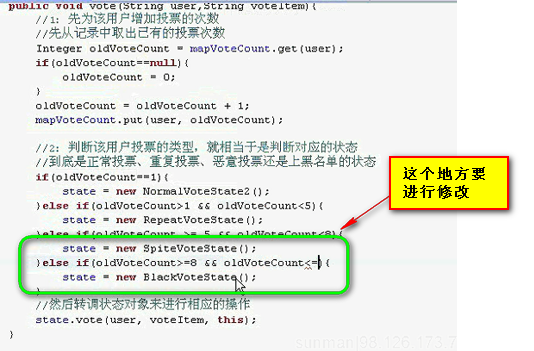 public void vote(String user,String voteItem){
//1: 先为该用户增加投票的次数
//先从记录中取出已有的投票次数
Integer oldVoteCount = mapVoteCount.get(user);
if(oldVoteCount==null){
oldVoteCount = 0;
}
oldVoteCount = oldVoteCount + 1;
mapVoteCount.put(user, oldVoteCount);
//2: 判断该用户投票的类型, 就相当于是判断对应的状态
//到底是正常投票、重复投票、恶意投票还是上黑名单的状态
if(oldVoteCount==1){
state = new NormalVoteState2();
}else if(oldVoteCount>1 && oldVoteCount<5){
state = new RepeatVoteState();
}else if(oldVoteCount >= 5 && oldVoteCount<8){
state = new SpiteVoteState();
}else if(oldVoteCount>=8 && oldVoteCount<=){
state = new BlackVoteState();
}
//然后转调状态对象来进行相应的操作
state.vote(user, voteItem, this);
}
这个地方要
进行修改